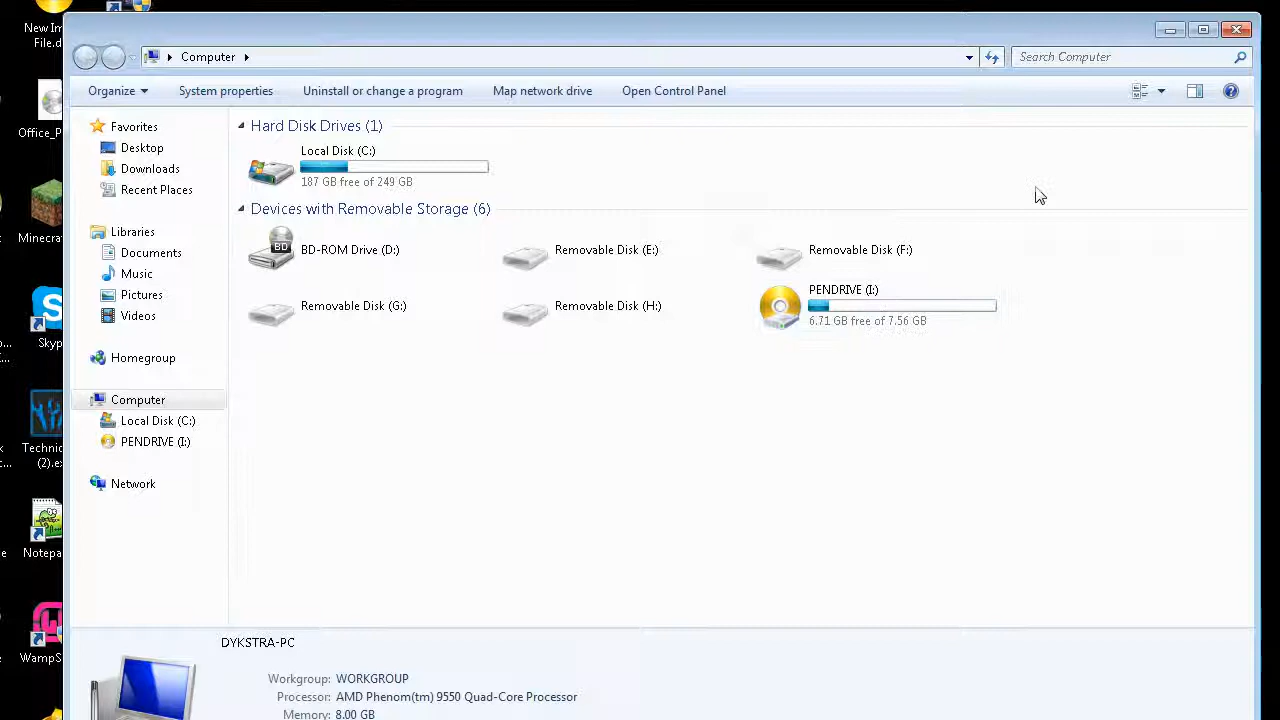 New Im
File.d
Computer
Search Computer
Organize
System properties
Uninstall or change a program
Map network drive
Open Control Panel
Office_P
Minecra
Skyp
Technic
(2).ex
Notepa
WampS
Favorites
Desktop
Downloads
Recent Places
Libraries
Documents
Music
Pictures
Videos
Homegroup
Computer
Local Disk (C:)
PENDRIVE (I:)
Network
Hard Disk Drives (1)
Local Disk (C:)
187 GB free of 249 GB
Devices with Removable Storage (6)
BD
BD-ROM Drive (D:)
Removable Disk (E:)
Removable Disk (F:)
Removable Disk (G:)
Removable Disk (H:)
PENDRIVE (I:)
6.71 GB free of 7.56 GB
DYKSTRA-PC
Workgroup: WORKGROUP
Processor: AMD Phenom(tm) 9550 Quad-Core Processor
Memory: 8.00 GB